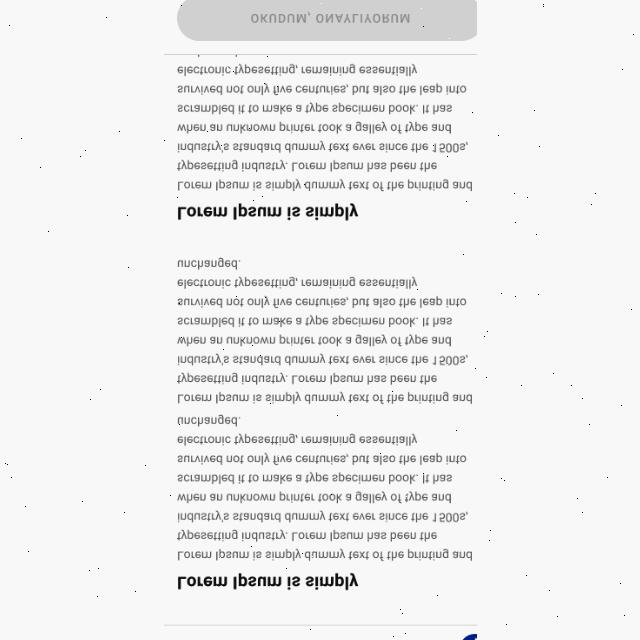 Lorem Ipsum is simply
Lorem Ipsum is simply dummy text of the printing and
typesetting industry. Lorem Ipsum has been the
industry's standard dummy text ever since the 1500s,
when an unknown printer took a galley of type and
scrambled it to make a type specimen book. It has
survived not only five centuries, but also the leap into
electronic typesetting, remaining essentially
unchanged.
Lorem Ipsum is simply dummy text of the printing and
typesetting industry. Lorem Ipsum has been the
industry's standard dummy text ever since the 1500s,
when an unknown printer took a galley of type and
scrambled it to make a type specimen book. It has
survived not only five centuries, but also the leap into
electronic typesetting, remaining essentially
unchanged.
Lorem Ipsum is simply
Lorem Ipsum is simply dummy text of the printing and
typesetting industry. Lorem Ipsum has been the
industry's standard dummy text ever since the 1500s,
when an unknown printer took a galley of type and
scrambled it to make a type specimen book. It has
survived not only five centuries, but also the leap into
electronic typesetting, remaining essentially
OKUDUM, ONAYLIYORUM